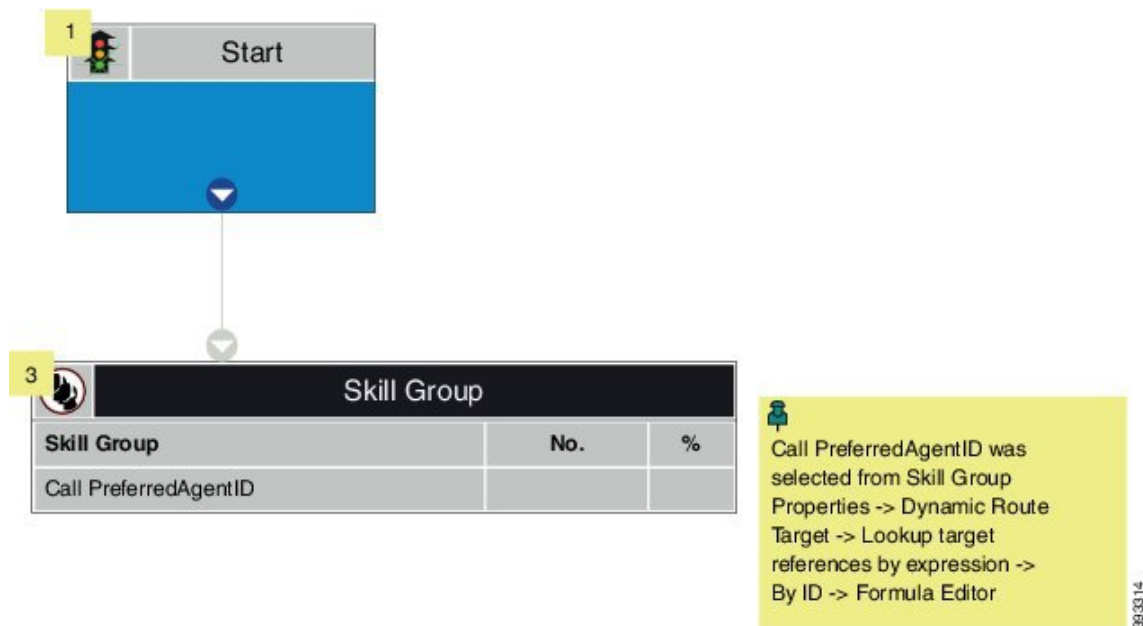 1
Start
3
Skill Group
Skill Group No. %
Call PreferredAgentID
Call PreferredAgentID was
selected from Skill Group
Properties -> Dynamic Route
Target -> Lookup target
references by expression ->
By ID -> Formula Editor
393314